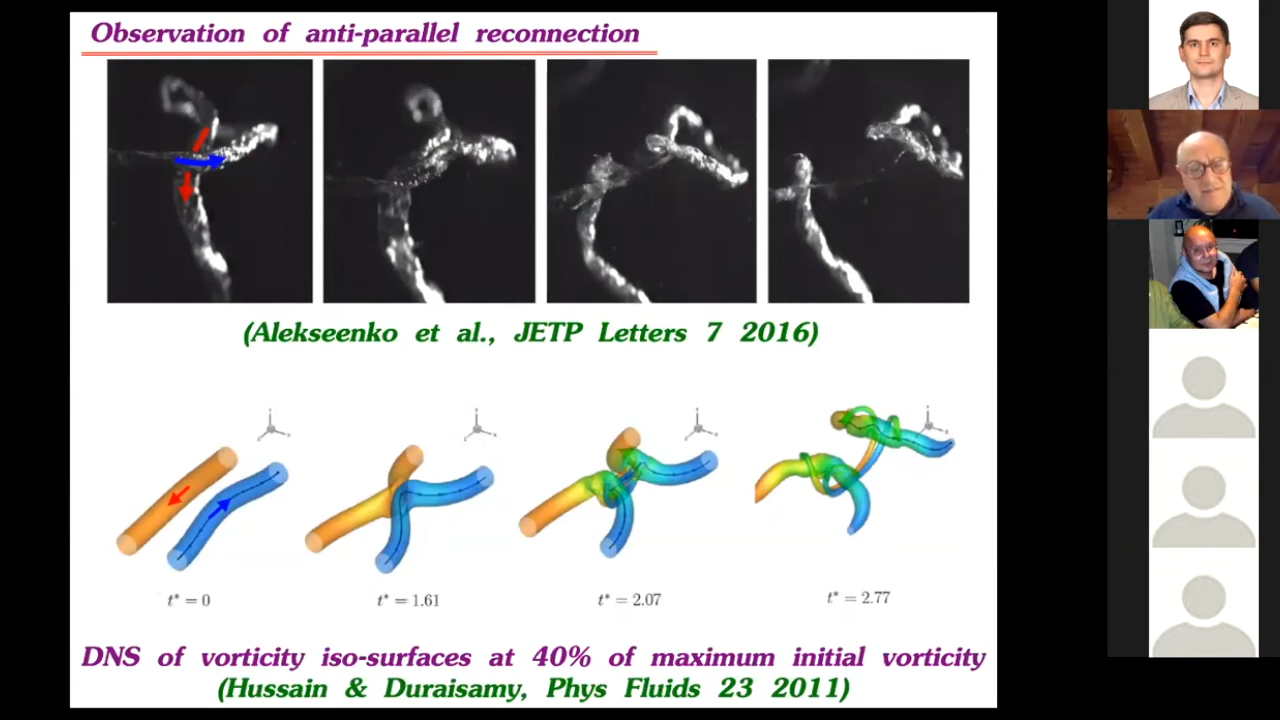 Observation of anti-parallel reconnection
(Alekseenko et al., JETP Letters 7 2016)
t* = 0
t* = 1.61
t* = 2.07
t* = 2.77
DNS of vorticity iso-surfaces at 40% of maximum initial vorticity
(Hussain & Duraisamy, Phys Fluids 23 2011)